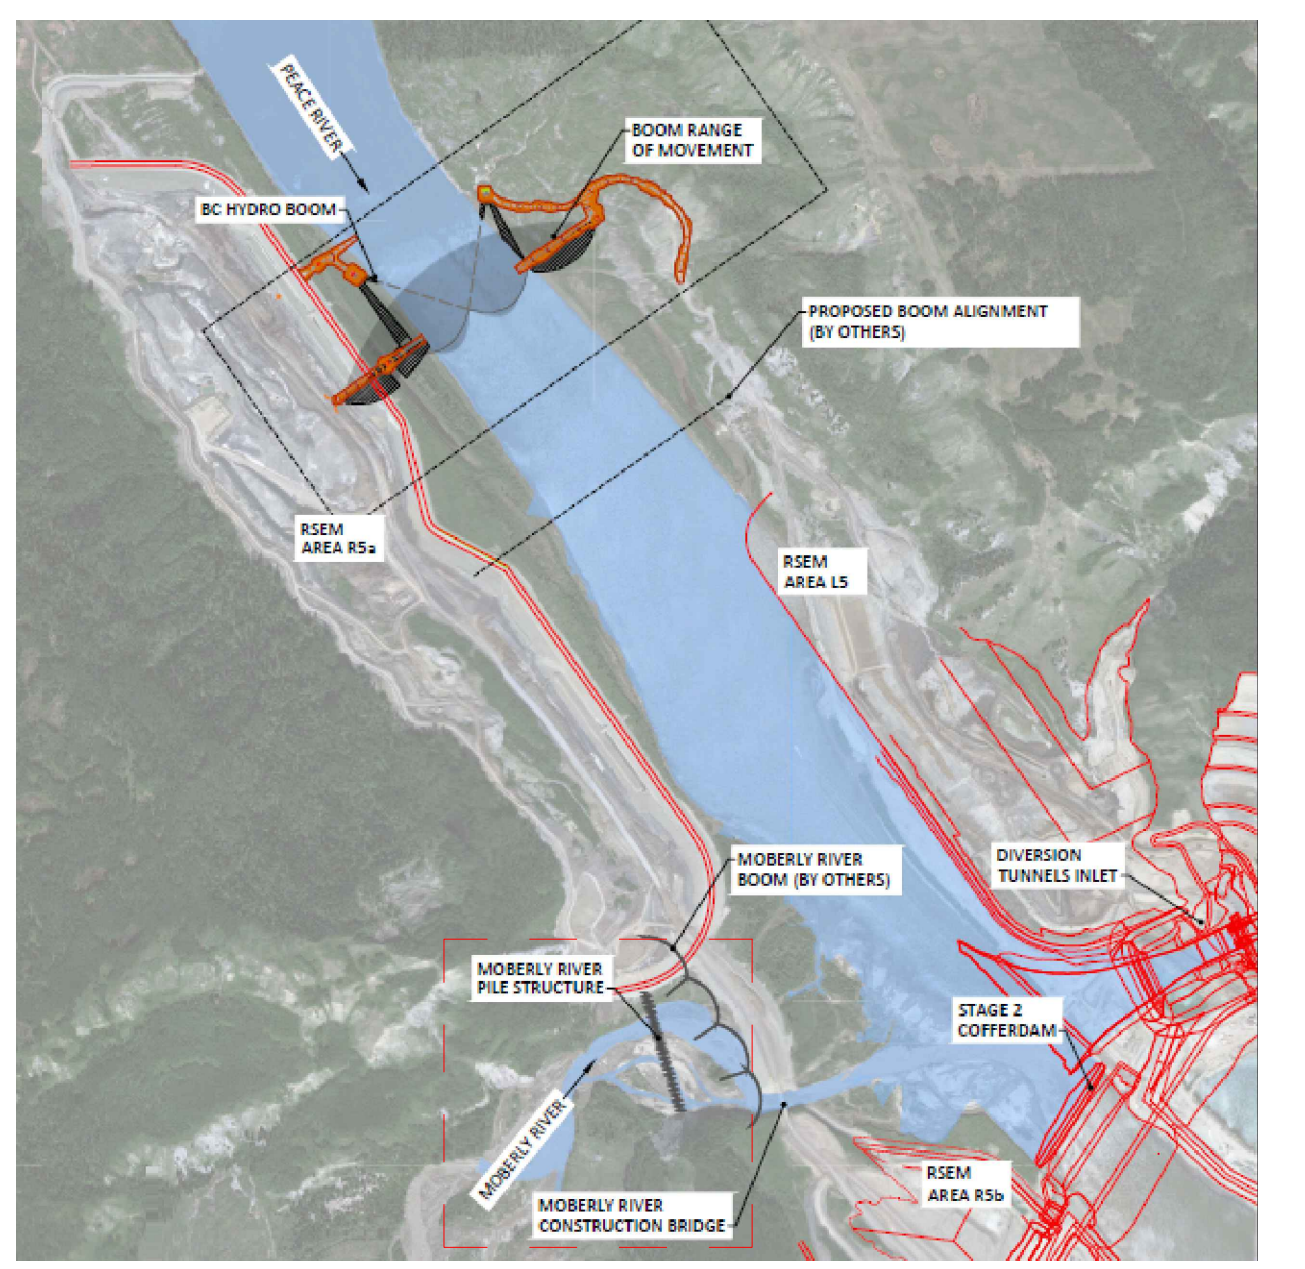 PEACE RIVER
BOOM RANGE
OF MOVEMENT
BC HYDRO BOOM
PROPOSED BOOM ALIGNMENT
(BY OTHERS)
RSEM
AREA R5a
RSEM
AREA L5
MOBERLY RIVER
BOOM (BY OTHERS)
DIVERSION
TUNNELS INLET
MOBERLY RIVER
PILE STRUCTURE
STAGE 2
COFFERDAM
MOBERLY RIVER
RSEM
AREA R5b
MOBERLY RIVER
CONSTRUCTION BRIDGE